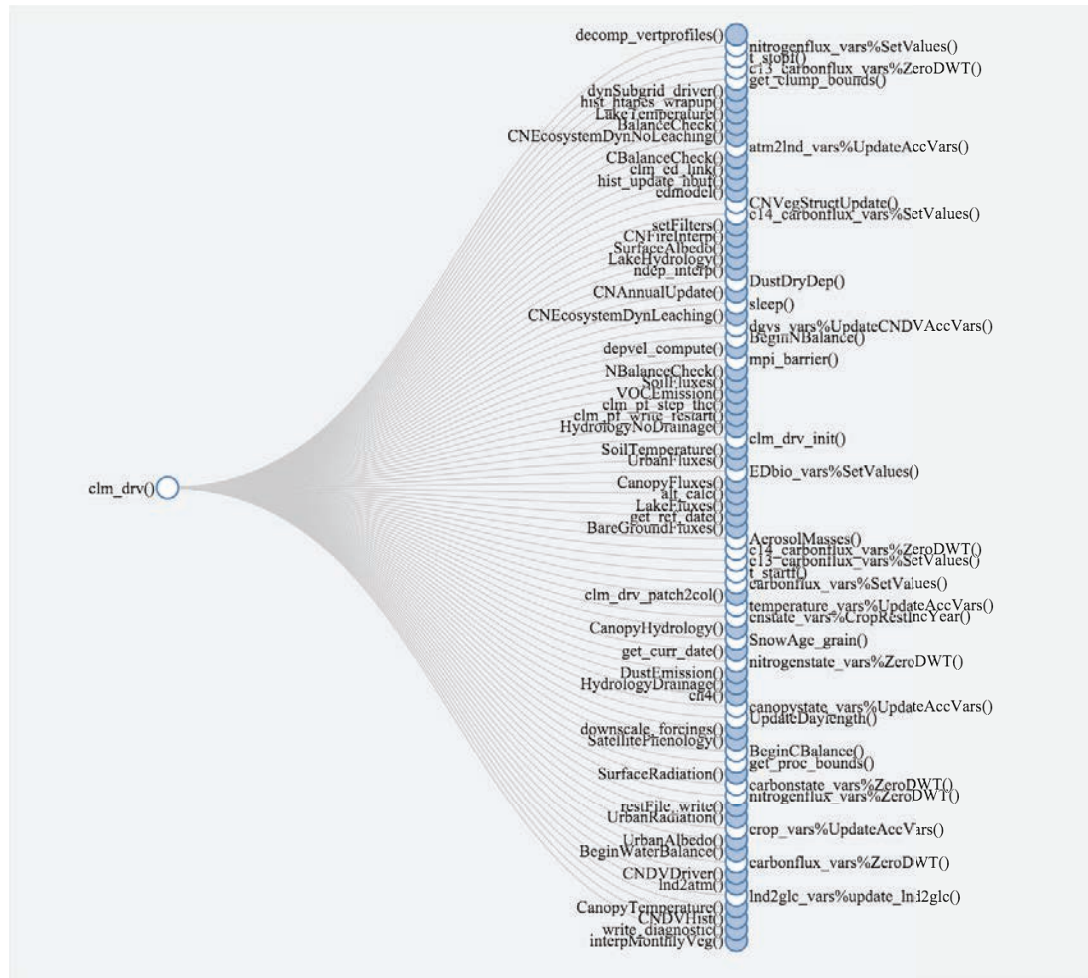 decomp_vertprofiles()
nitrogenflux_vars%SetValues()
t_stopf()
c13_carbonflux_vars%ZeroDWT()
get_clump_bounds()
dynSubgrid_driver()
hist_htapes_wrapup()
LakeTemperature()
BalanceCheck()
CNEcosystemDynNoLeaching()
atm2lnd_vars%UpdateAccVars()
CBalanceCheck()
clm_ed_link()
hist_update_hbuf()
edmodel()
CNVegStructUpdate()
c14_carbonflux_vars%SetValues()
setFilters()
CNFireInterp()
SurfaceAlbedo()
LakeHydrology()
ndep_interp()
DustDryDep()
CNAnnualUpdate()
sleep()
CNEcosystemDynLeaching()
dgvs_vars%UpdateCNDVAccVars()
BeginNBalance()
depvel_compute()
mpi_barrier()
NBalanceCheck()
SoilFluxes()
VOCEmission()
clm_pf_step_thc()
clm_pf_write_restart()
HydrologyNoDrainage()
clm_drv_init()
SoilTemperature()
UrbanFluxes()
EDbio_vars%SetValues()
CanopyFluxes()
clm_drv()
alt_calc()
LakeFluxes()
get_ref_date()
BareGroundFluxes()
AerosolMasses()
c14_carbonflux_vars%ZeroDWT()
c13_carbonflux_vars%SetValues()
t_startf()
carbonflux_vars%SetValues()
clm_drv_patch2col()
temperature_vars%UpdateAccVars()
cnstate_vars%CropRestIncYear()
CanopyHydrology()
SnowAge_grain()
get_curr_date()
nitrogenstate_vars%ZeroDWT()
DustEmission()
HydrologyDrainage()
ch4()
canopystate_vars%UpdateAccVars()
UpdateDaylength()
downscale_forcings()
SatellitePhenology()
BeginCBalance()
get_proc_bounds()
SurfaceRadiation()
carbonstate_vars%ZeroDWT()
nitrogenflux_vars%ZeroDWT()
restFile_write()
UrbanRadiation()
crop_vars%UpdateAccVars()
UrbanAlbedo()
BeginWaterBalance()
carbonflux_vars%ZeroDWT()
CNDVDriver()
lnd2atm()
lnd2glc_vars%update_lnd2glc()
CanopyTemperature()
CNDVHist()
write_diagnostic()
interpMonthlyVeg()